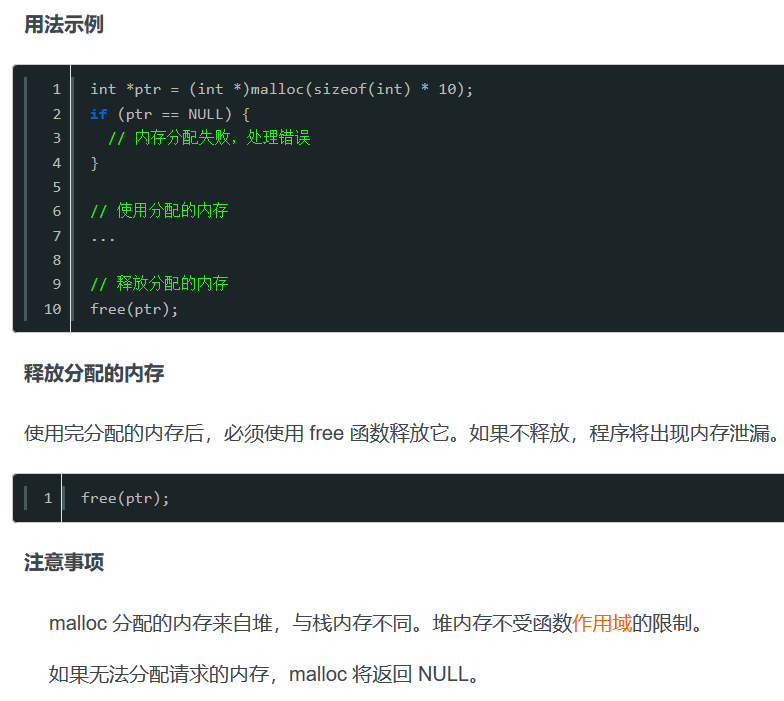 用法示例
1 int *ptr = (int *)malloc(sizeof(int) * 10);
2 if (ptr == NULL) {
3 // 内存分配失败，处理错误
4 }
5
6 // 使用分配的内存
7 ...
8
9 // 释放分配的内存
10 free(ptr);
释放分配的内存
使用完分配的内存后，必须使用 free 函数释放它。如果不释放，程序将出现内存泄漏。
1 free(ptr);
注意事项
malloc 分配的内存来自堆，与栈内存不同。堆内存不受函数作用域的限制。
如果无法分配请求的内存，malloc 将返回 NULL。